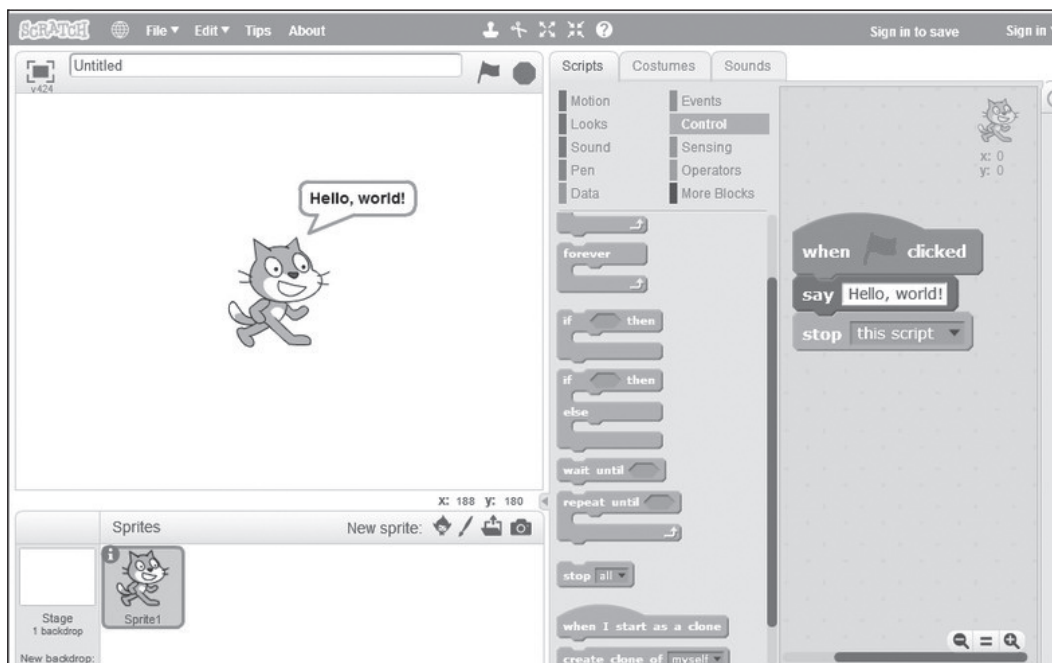 SCRATCH File Edit Tips About Sign in to save Sign in
v424
Untitled
Hello, world!
x: 188 y: 180
Sprites New sprite:
Stage
1 backdrop
Sprite1
New backdrop:
Scripts Costumes Sounds
Motion Events
Looks Control
Sound Sensing
Pen Operators
Data More Blocks
forever
if then
if then
else
wait until
repeat until
stop all
when I start as a clone
create clone of myself
x: 0
y: 0
when clicked
say Hello, world!
stop this script